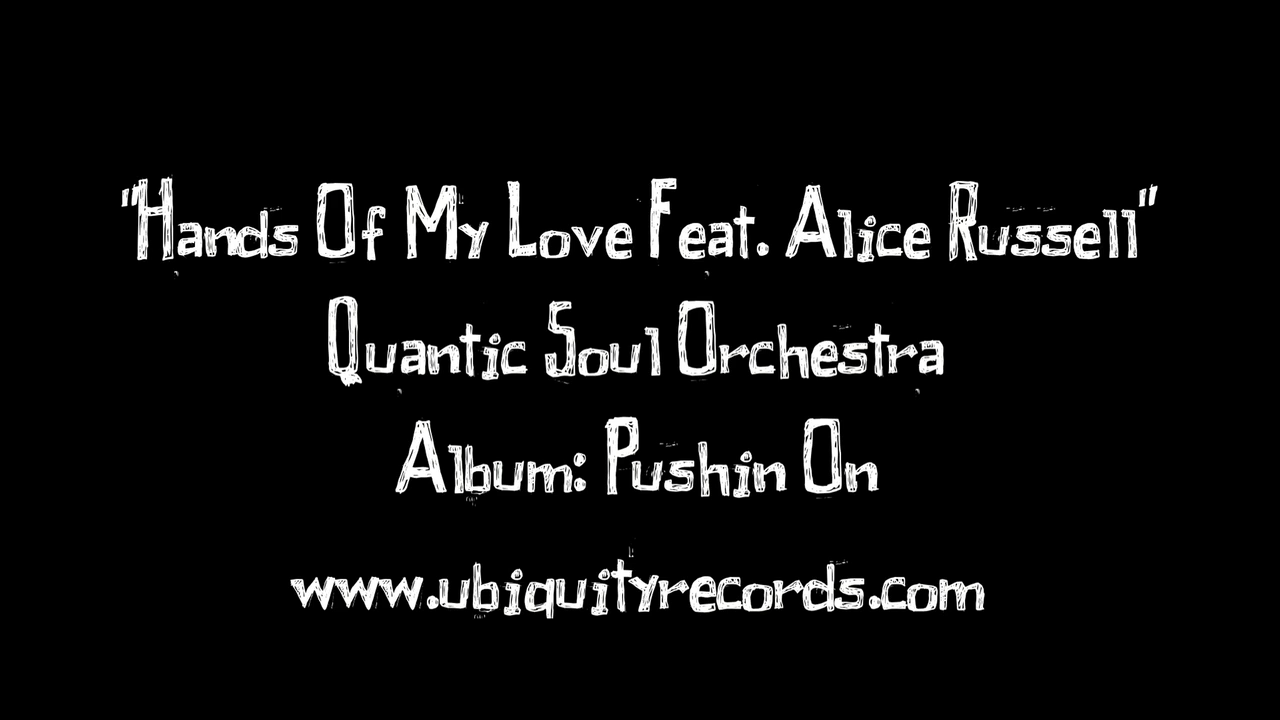 "Hands Of My Love Feat. Alice Russell"
Quantic Soul Orchestra
Album: Pushin On
www.ubiquityrecords.com